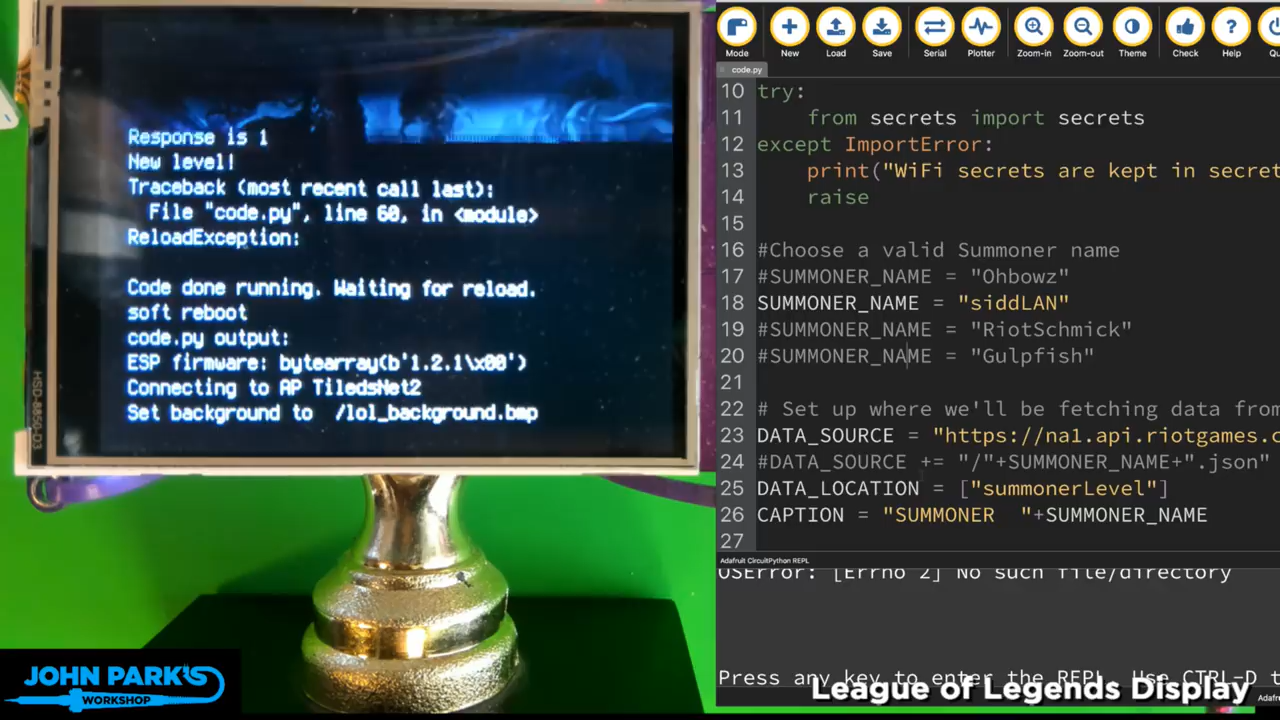 Response is 1
New level!
Traceback (most recent call last):
File "code.py", line 60, in <module>
ReloadException:
Code done running. Waiting for reload.
soft reboot
code.py output:
ESP firmware: bytearray(b'1.2.1\x00')
Connecting to AP TiledsNet2
Set background to /lol_background.bmp
HSD-8850-D3
JOHN PARK'S
WORKSHOP
Mode New Load Save Serial Plotter Zoom-in Zoom-out Theme Check Help
code.py
10 try:
11 from secrets import secrets
12 except ImportError:
13 print("WiFi secrets are kept in secret
14 raise
15
16 #Choose a valid Summoner name
17 #SUMMONER_NAME = "Ohbowz"
18 SUMMONER_NAME = "siddLAN"
19 #SUMMONER_NAME = "RiotSchmick"
20 #SUMMONER_NAME = "Gulpfish"
21
22 # Set up where we'll be fetching data from
23 DATA_SOURCE = "https://na1.api.riotgames.c
24 #DATA_SOURCE += "/"+SUMMONER_NAME+".json"
25 DATA_LOCATION = ["summonerLevel"]
26 CAPTION = "SUMMONER  "+SUMMONER_NAME
27
Adafruit CircuitPython REPL
OSError: [Errno 2] No such file/directory
Press any key to enter the REPL. Use CTRL-D t
League of Legends Display